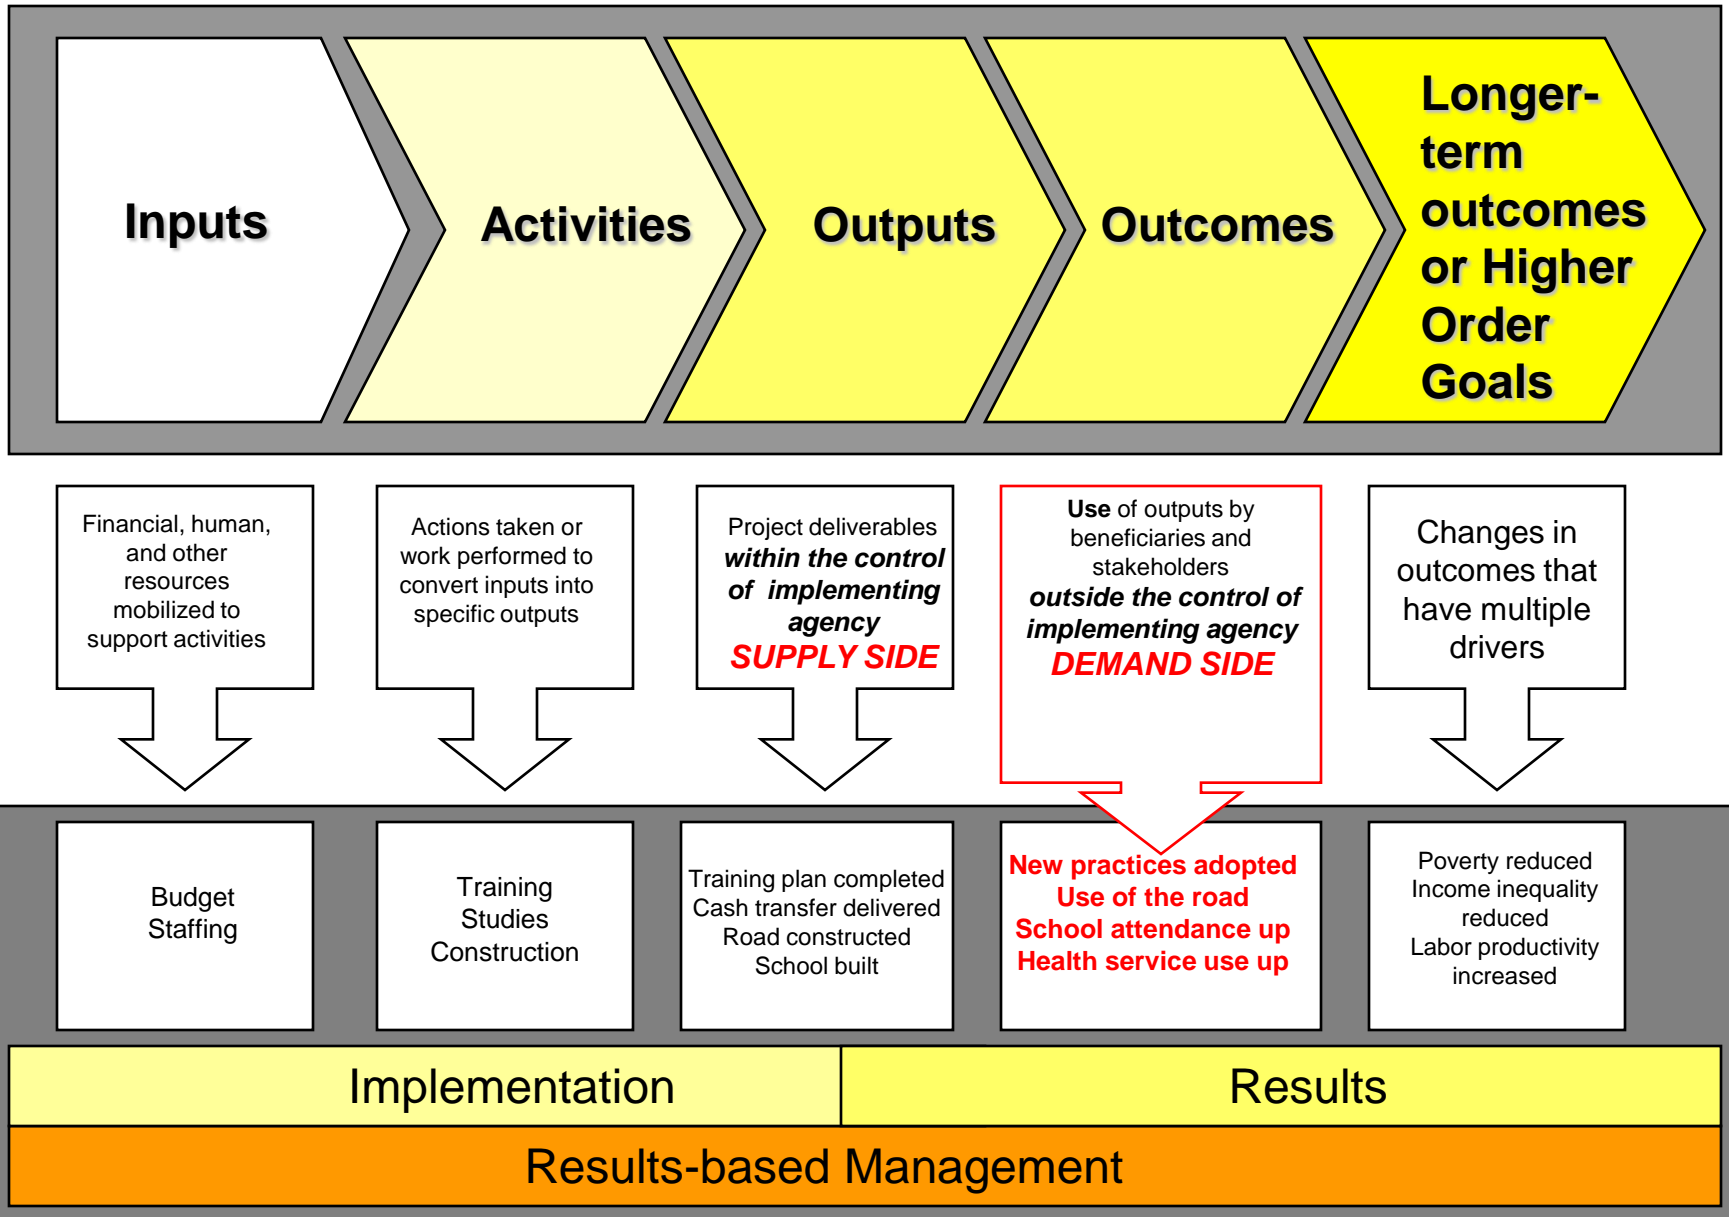 Inputs
Activities
Outputs
Outcomes
Longer-
term
outcomes
or Higher
Order
Goals
Financial, human,
and other
resources
mobilized to
support activities
Actions taken or
work performed to
convert inputs into
specific outputs
Project deliverables
within the control
of implementing
agency
SUPPLY SIDE
Use of outputs by
beneficiaries and
stakeholders
outside the control of
implementing agency
DEMAND SIDE
Changes in
outcomes that
have multiple
drivers
Budget
Staffing
Training
Studies
Construction
Training plan completed
Cash transfer delivered
Road constructed
School built
New practices adopted
Use of the road
School attendance up
Health service use up
Poverty reduced
Income inequality
reduced
Labor productivity
increased
Implementation
Results
Results-based Management